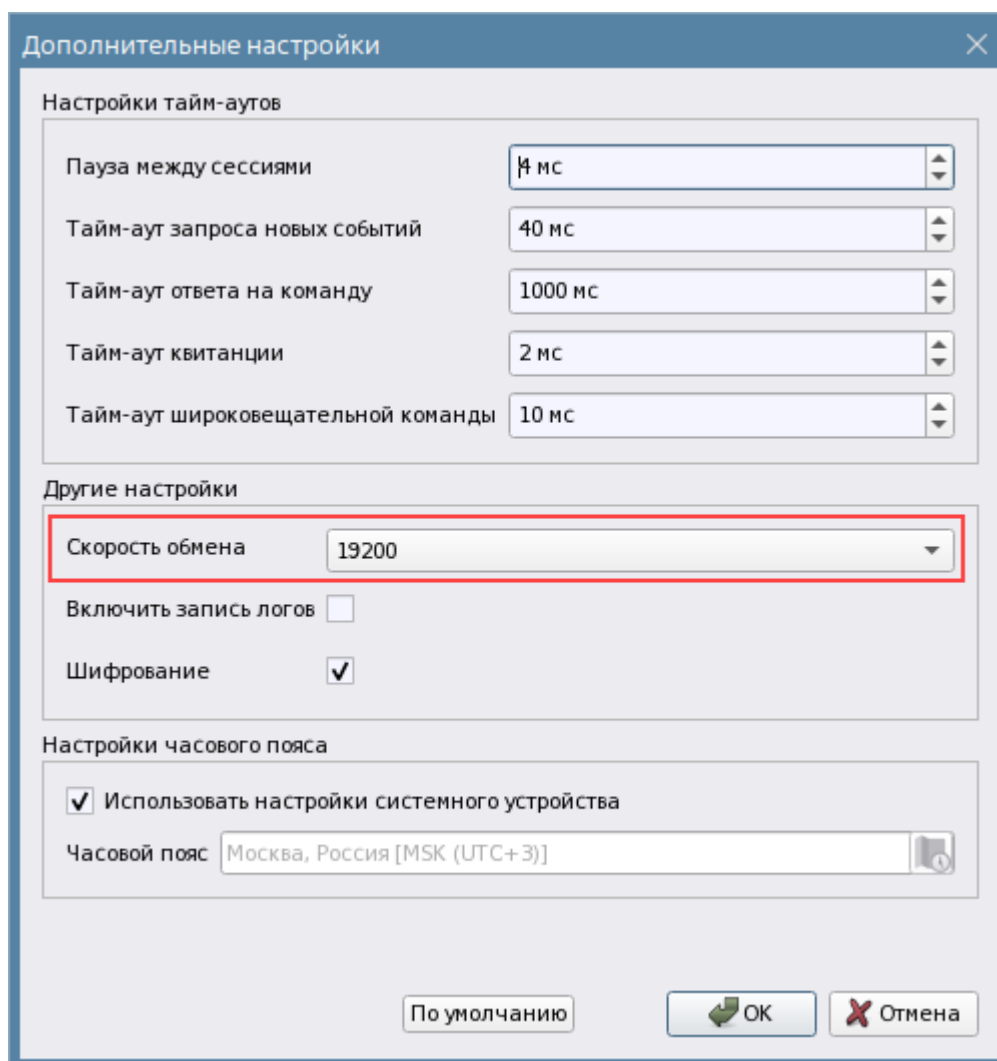 Дополнительные настройки
Настройки тайм-аутов
Пауза между сессиями 4 мс
Тайм-аут запроса новых событий 40 мс
Тайм-аут ответа на команду 1000 мс
Тайм-аут квитанции 2 мс
Тайм-аут широковещательной команды 10 мс
Другие настройки
Скорость обмена 19200
Включить запись логов
Шифрование
Настройки часового пояса
Использовать настройки системного устройства
Часовой пояс Москва, Россия [MSK (UTC+3)]
По умолчанию OK Отмена